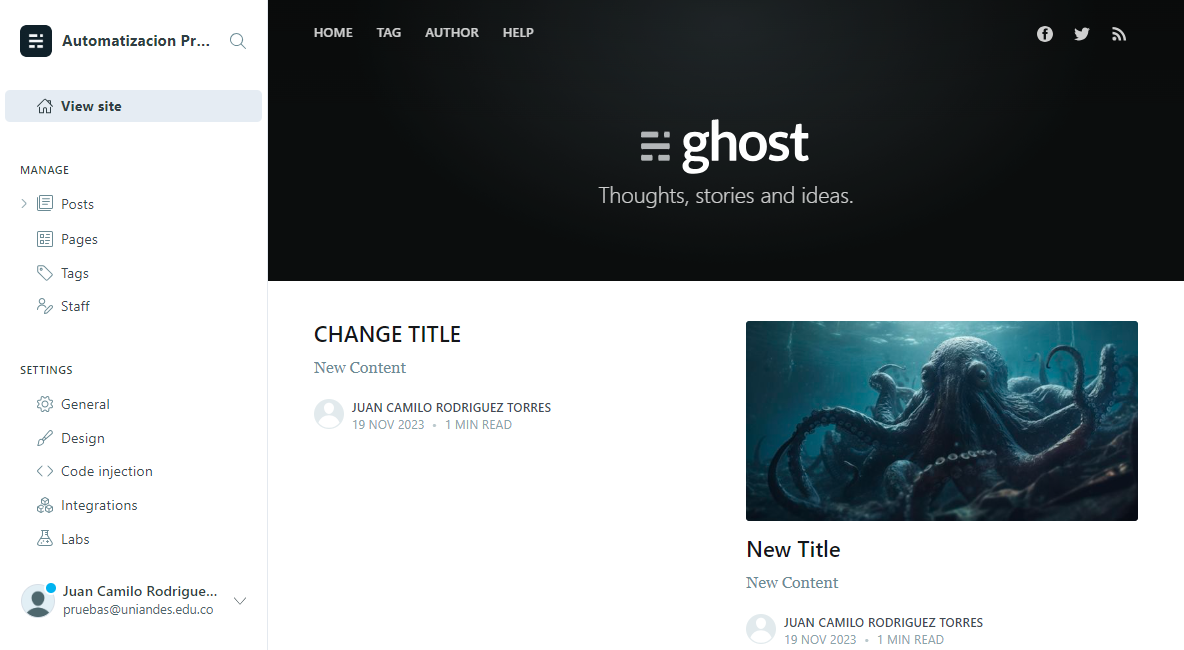 Automatizacion Pr...
View site
MANAGE
Posts
Pages
Tags
Staff
SETTINGS
General
Design
Code injection
Integrations
Labs
Juan Camilo Rodrigue...
pruebas@uniandes.edu.co
HOME TAG AUTHOR HELP
ghost
Thoughts, stories and ideas.
CHANGE TITLE
New Content
JUAN CAMILO RODRIGUEZ TORRES
19 NOV 2023 • 1 MIN READ
New Title
New Content
JUAN CAMILO RODRIGUEZ TORRES
19 NOV 2023 • 1 MIN READ